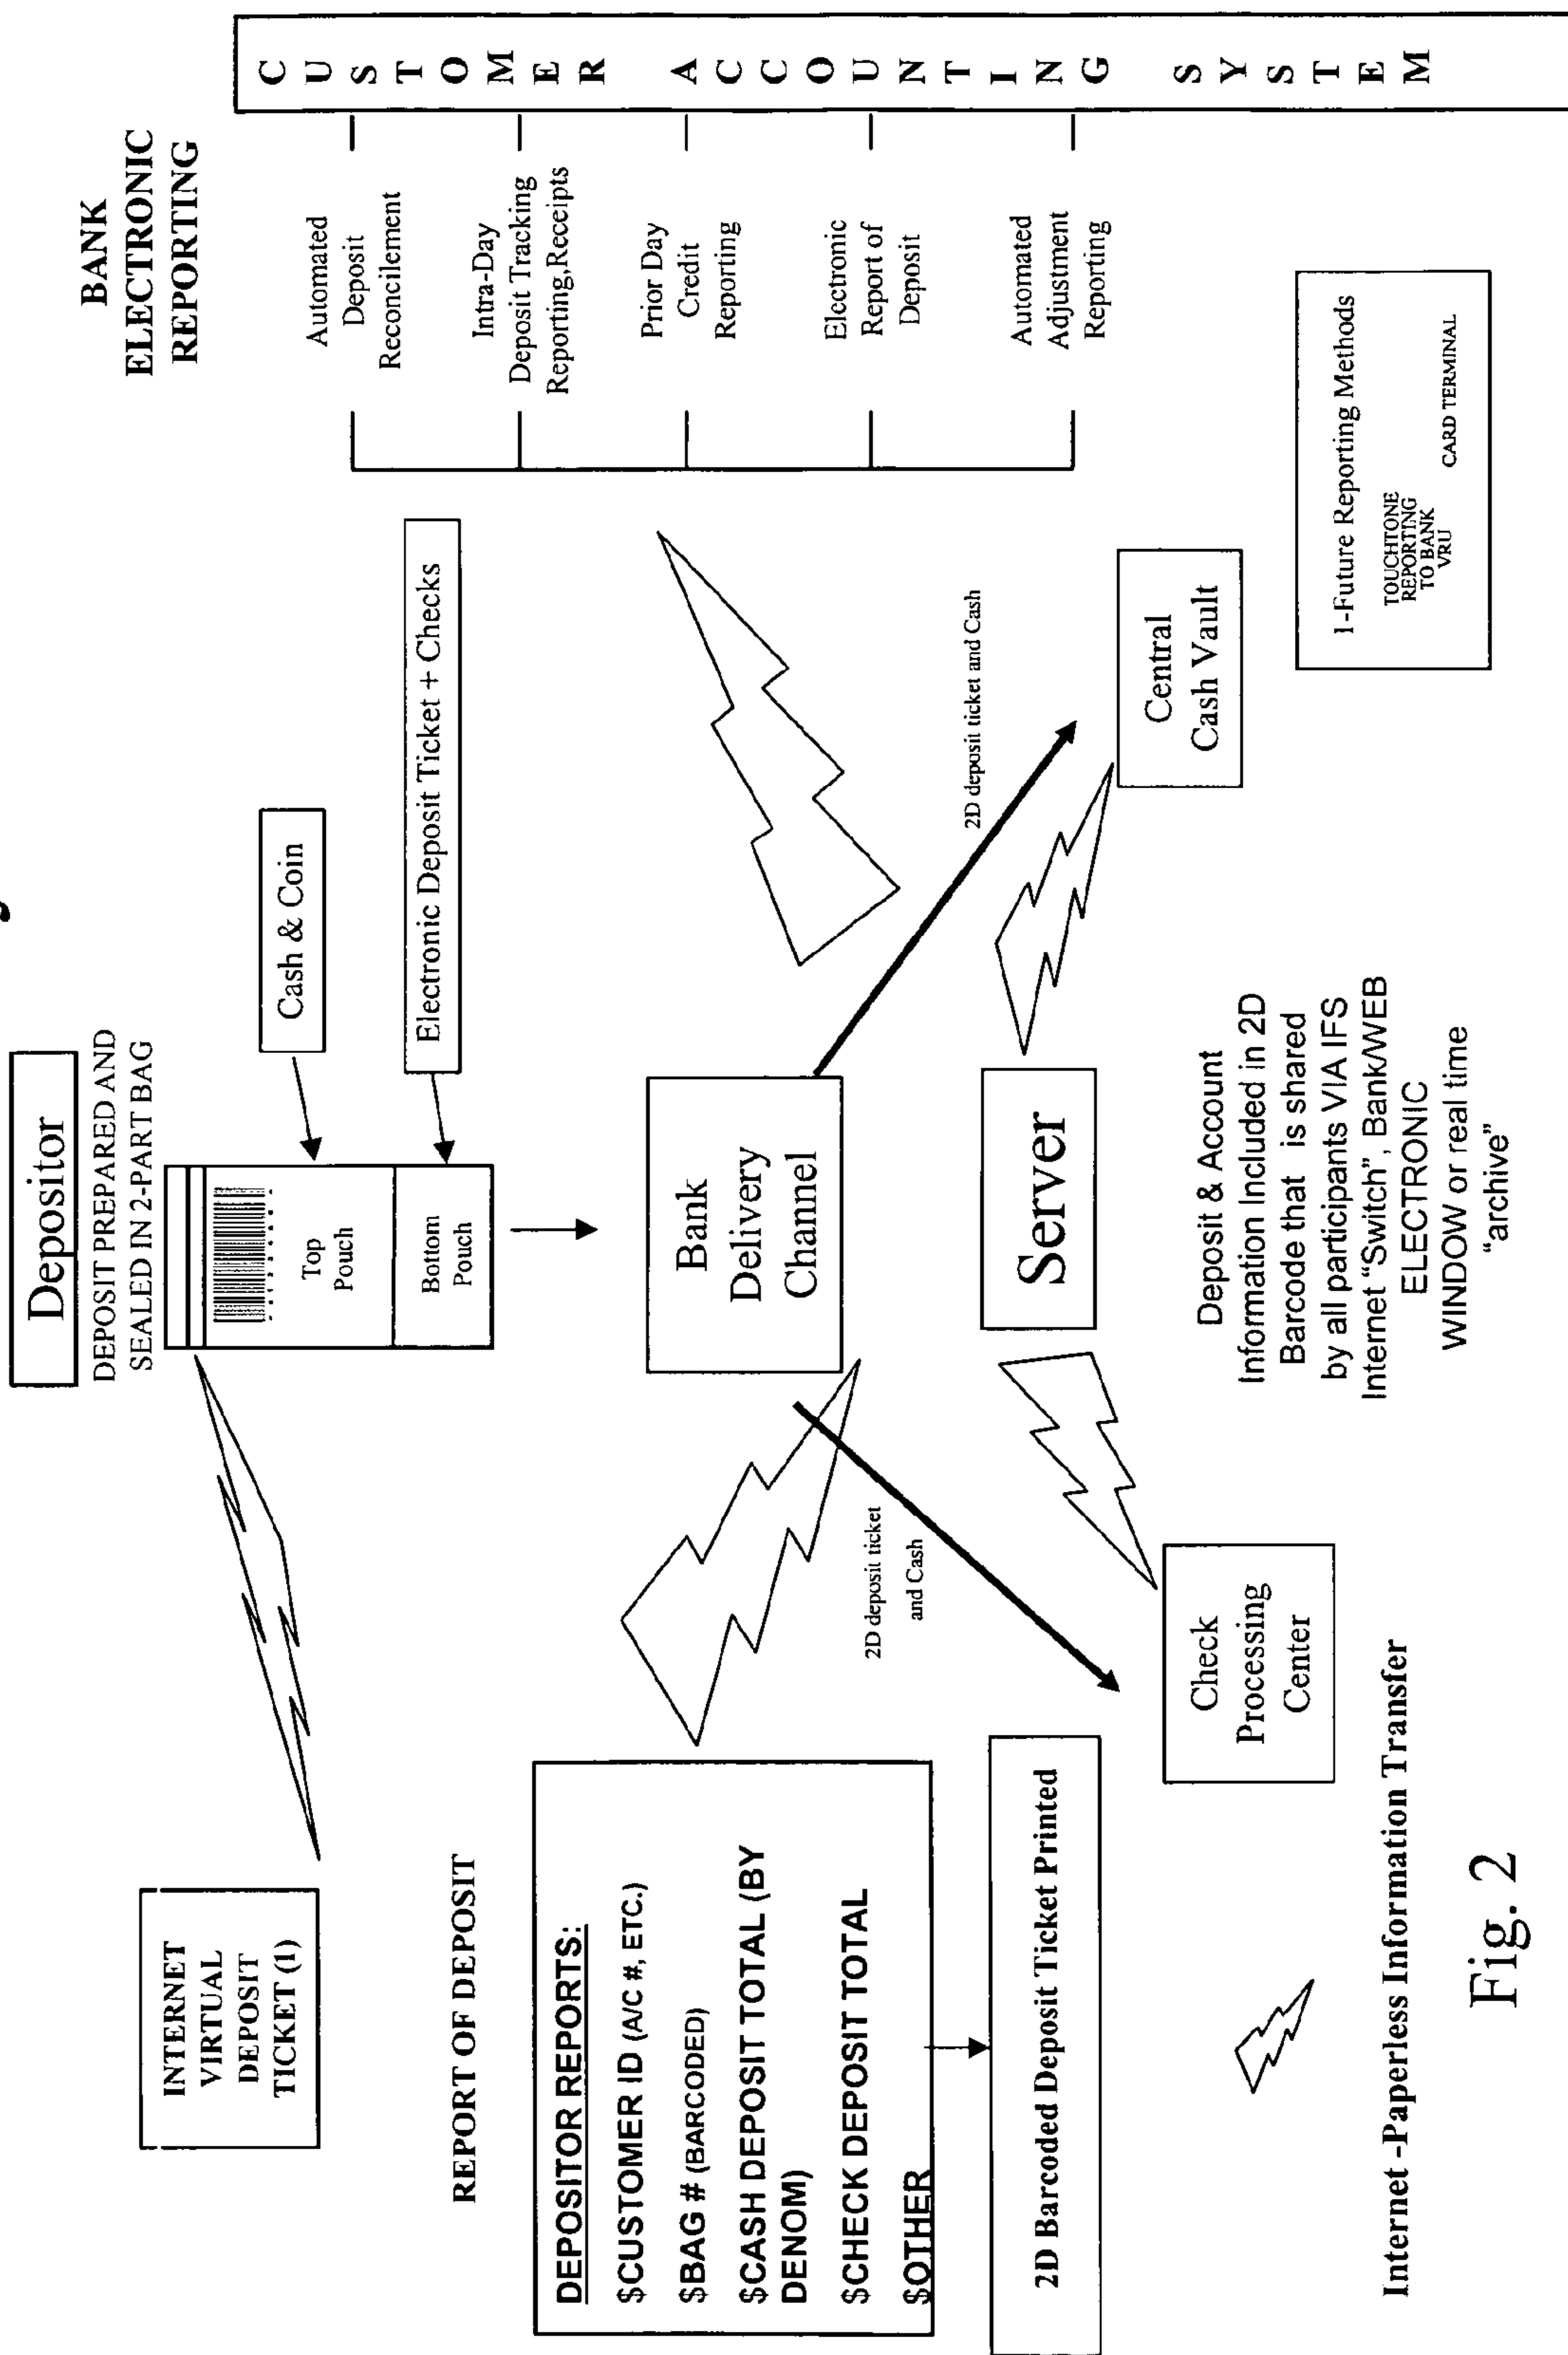 Depositor
DEPOSIT PREPARED AND
SEALED IN 2-PART BAG
Top
Pouch
Bottom
Pouch
Cash & Coin
Electronic Deposit Ticket + Checks
INTERNET
VIRTUAL
DEPOSIT
TICKET (1)
REPORT OF DEPOSIT
DEPOSITOR REPORTS:
$CUSTOMER ID (A/C #, ETC.)
$BAG # (BARCODED)
$CASH DEPOSIT TOTAL (BY
DENOM)
$CHECK DEPOSIT TOTAL
$OTHER
2D Barcoded Deposit Ticket Printed
Bank
Delivery
Channel
2D deposit ticket
and Cash
2D deposit ticket and Cash
Server
Check
Processing
Center
Central
Cash Vault
Deposit & Account
Information Included in 2D
Barcode that is shared
by all participants VIA IFS
Internet “Switch”, Bank/WEB
ELECTRONIC
WINDOW or real time
“archive”
BANK
ELECTRONIC
REPORTING
Automated
Deposit
Reconcilement
Intra-Day
Deposit Tracking
Reporting,Receipts
Prior Day
Credit
Reporting
Electronic
Report of
Deposit
Automated
Adjustment
Reporting
CUSTOMER ACCOUNTING SYSTEM
1-Future Reporting Methods
TOUCHTONE
REPORTING
TO BANK
VRU
CARD TERMINAL
Internet -Paperless Information Transfer
Fig. 2